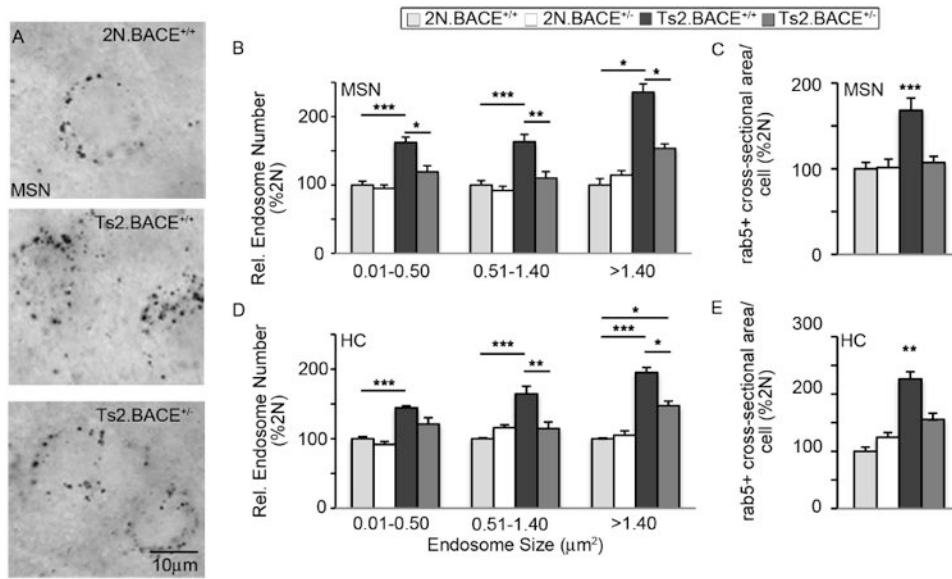 2N.BACE+/+ 2N.BACE+/- Ts2.BACE+/+ Ts2.BACE+/-
A
2N.BACE+/+
MSN
Ts2.BACE+/+
Ts2.BACE+/-
10μm
B
MSN
Rel. Endosome Number
(%2N)
200
100
0
*** *
*** **
* *
0.01-0.50 0.51-1.40 >1.40
C
MSN
rab5+ cross-sectional area/
cell (%2N)
200
150
100
50
0
***
D
HC
Rel. Endosome Number
(%2N)
200
100
0
***
*** **
*
***
*
0.01-0.50 0.51-1.40 >1.40
Endosome Size (μm2)
E
HC
rab5+ cross-sectional area/
cell (%2N)
300
200
100
0
**